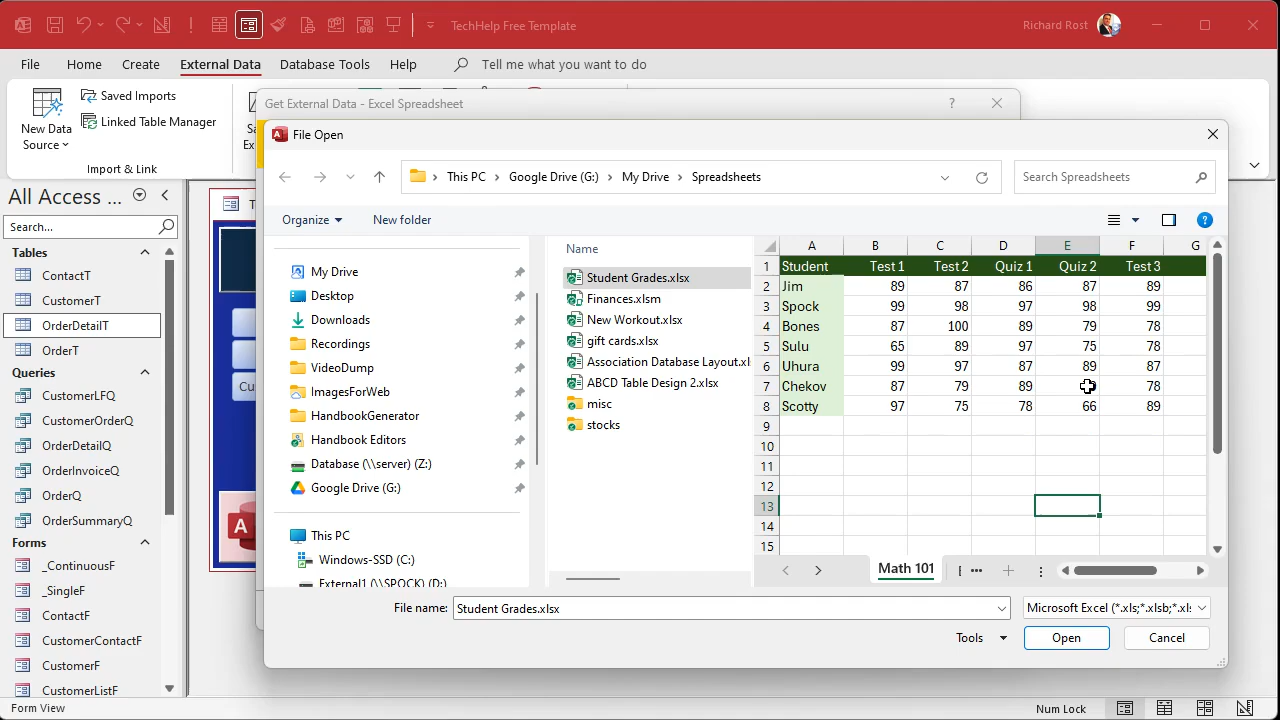 TechHelp Free Template
Richard Rost
File
Home
Create
External Data
Database Tools
Help
Tell me what you want to do
New Data
Source
Saved Imports
Linked Table Manager
Import & Link
Get External Data - Excel Spreadsheet
?
File Open
This PC
Google Drive (G:)
My Drive
Spreadsheets
Search Spreadsheets
Organize
New folder
All Access ...
Search...
Tables
ContactT
CustomerT
OrderDetailT
OrderT
Queries
CustomerLFQ
CustomerOrderQ
OrderDetailQ
OrderInvoiceQ
OrderQ
OrderSummaryQ
Forms
_ContinuousF
_SingleF
ContactF
CustomerContactF
CustomerF
CustomerListF
Cu
A
My Drive
Desktop
Downloads
Recordings
VideoDump
ImagesForWeb
HandbookGenerator
Handbook Editors
Database (\\server) (Z:)
Google Drive (G:)
This PC
Windows-SSD (C:)
External1 (\\SPOCK) (D:)
Name
Student Grades.xlsx
Finances.xlsm
New Workout.xlsx
gift cards.xlsx
Association Database Layout.xl
ABCD Table Design 2.xlsx
misc
stocks
A B C D E F G
1 Student Test 1 Test 2 Quiz 1 Quiz 2 Test 3
2 Jim 89 87 86 87 89
3 Spock 99 98 97 98 99
4 Bones 87 100 89 79 78
5 Sulu 65 89 97 75 78
6 Uhura 99 97 87 89 87
7 Chekov 87 79 89 78
8 Scotty 97 75 78 66 89
9
10
11
12
13
14
15
Math 101
File name:
Student Grades.xlsx
Microsoft Excel (*.xls;*.xlsb;*.xls
Tools
Open
Cancel
Form View
Num Lock